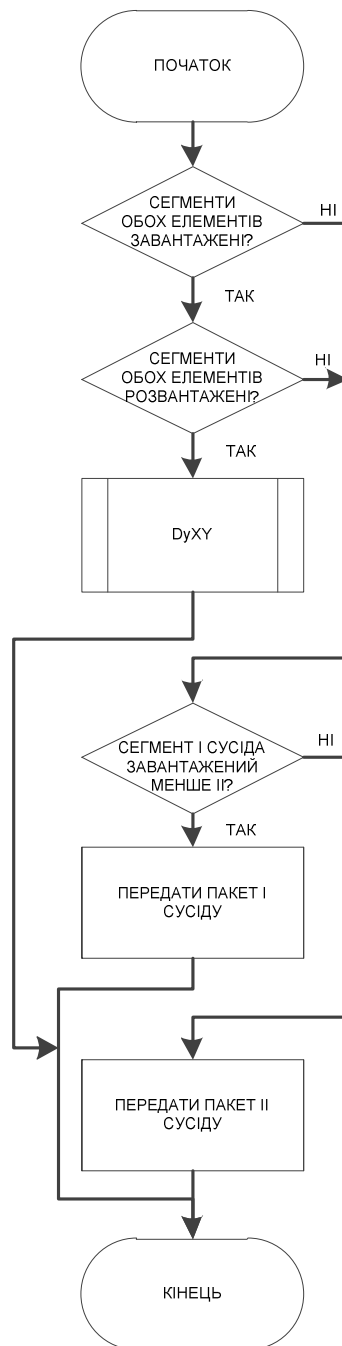 ПОЧАТОК
СЕГМЕНТИ
ОБОХ ЕЛЕМЕНТІВ
ЗАВАНТАЖЕНІ?
НІ
ТАК
СЕГМЕНТИ
ОБОХ ЕЛЕМЕНТІВ
РОЗВАНТАЖЕНІ?
НІ
ТАК
DyXY
СЕГМЕНТ І СУСІДА
ЗАВАНТАЖЕНИЙ
МЕНШЕ ІІ?
НІ
ТАК
ПЕРЕДАТИ ПАКЕТ І
СУСІДУ
ПЕРЕДАТИ ПАКЕТ ІІ
СУСІДУ
КІНЕЦЬ